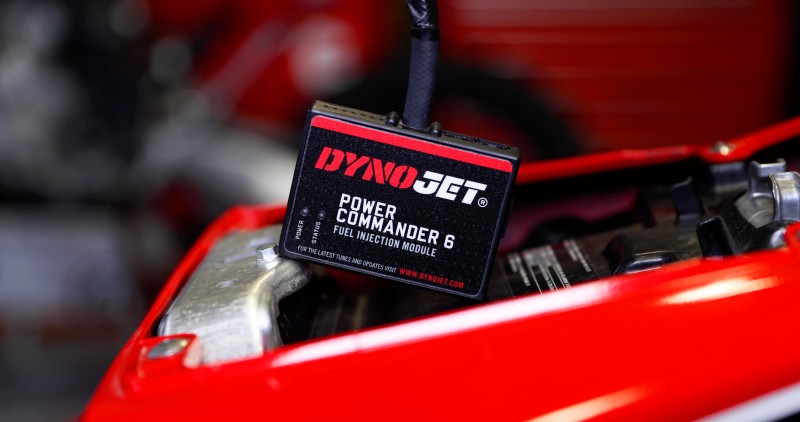 DYNOJET®
POWER
COMMANDER 6
FUEL INJECTION MODULE
POWER
STATUS
FOR THE LATEST TUNES AND UPDATES VISIT WWW.DYNOJET.COM